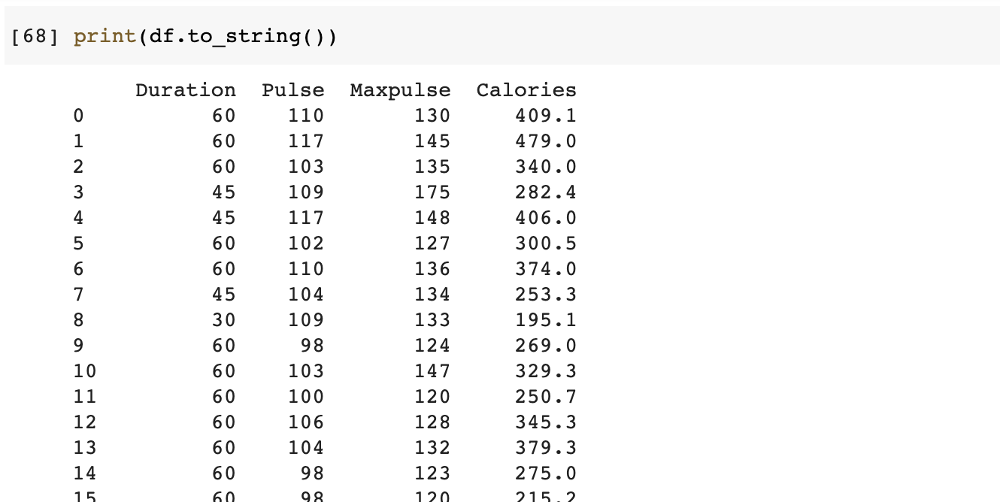 [68] print(df.to_string())
Duration Pulse Maxpulse Calories
0 60 110 130 409.1
1 60 117 145 479.0
2 60 103 135 340.0
3 45 109 175 282.4
4 45 117 148 406.0
5 60 102 127 300.5
6 60 110 136 374.0
7 45 104 134 253.3
8 30 109 133 195.1
9 60 98 124 269.0
10 60 103 147 329.3
11 60 100 120 250.7
12 60 106 128 345.3
13 60 104 132 379.3
14 60 98 123 275.0
15 60 98 120 215.2